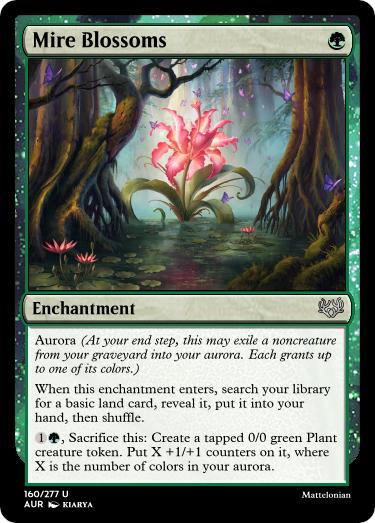 Mire Blossoms
Enchantment
Aurora (At your end step, this may exile a noncreature
from your graveyard into your aurora. Each grants up
to one of its colors.)
When this enchantment enters, search your library
for a basic land card, reveal it, put it into your
hand, then shuffle.
1, Sacrifice this: Create a tapped 0/0 green Plant
creature token. Put X +1/+1 counters on it, where
X is the number of colors in your aurora.
160/277 U
AUR KIARYA
Mattelonian